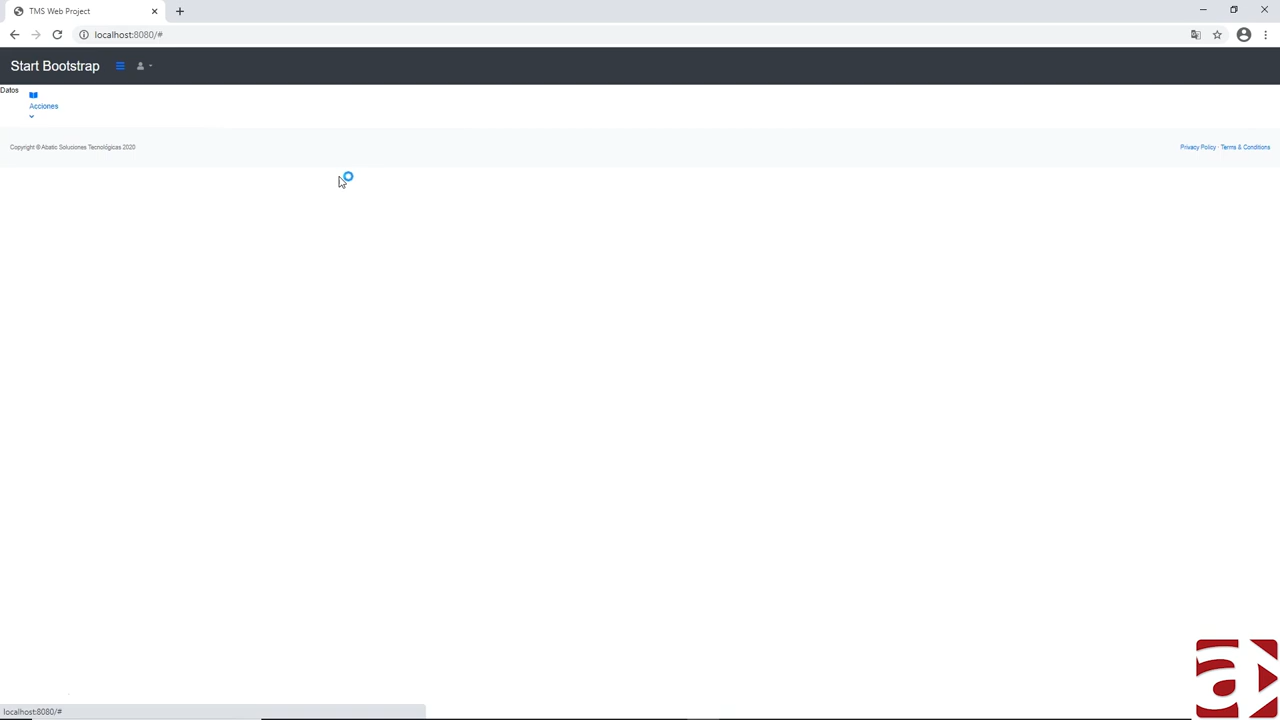 TMS Web Project
localhost:8080/#
Start Bootstrap
Datos
Acciones
Copyright © Abatic Soluciones Tecnológicas 2020
Privacy Policy · Terms & Conditions
localhost:8080/#
a